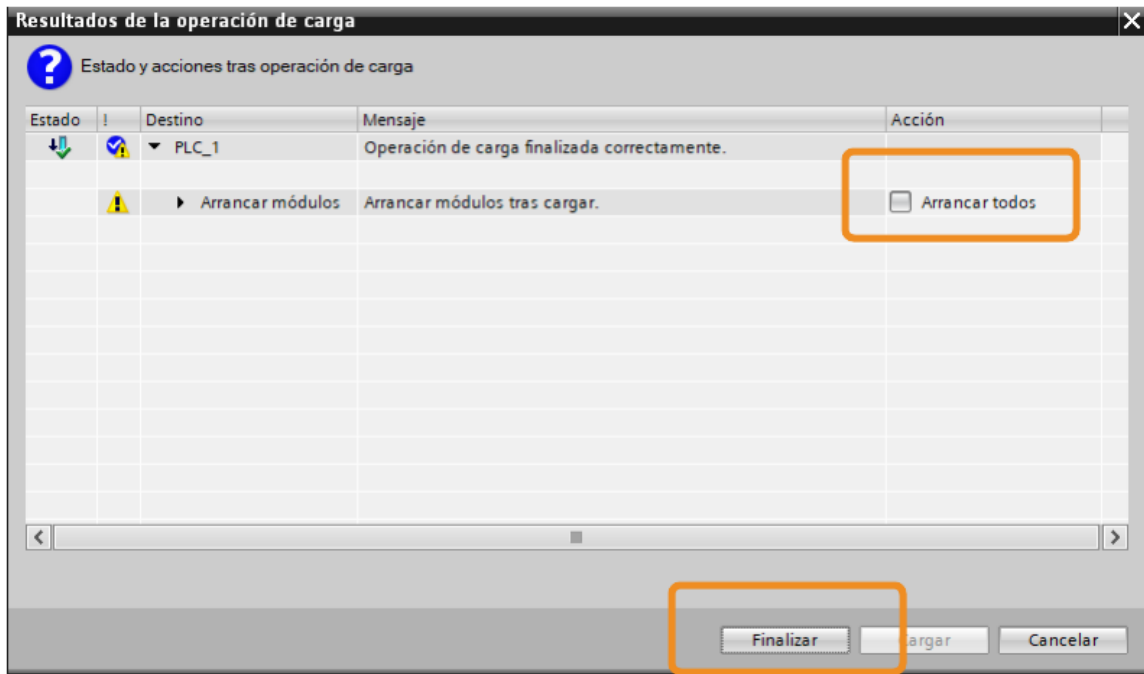 Resultados de la operación de carga
Estado y acciones tras operación de carga
Estado ! Destino Mensaje Acción
PLC_1 Operación de carga finalizada correctamente.
Arrancar módulos Arrancar módulos tras cargar. Arrancar todos
Finalizar Cargar Cancelar